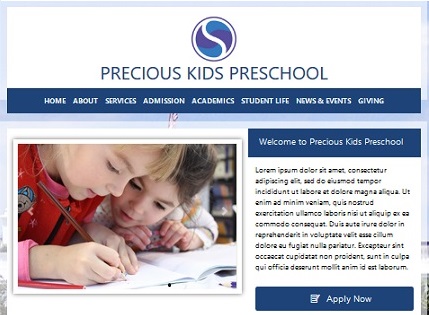 PRECIOUS KIDS PRESCHOOL
HOME ABOUT SERVICES ADMISSION ACADEMICS STUDENT LIFE NEWS & EVENTS GIVING
Welcome to Precious Kids Preschool
Lorem ipsum dolor sit amet, consectetur
adipiscing elit, sed do eiusmod tempor
incididunt ut labore et dolore magna aliqua. Ut
enim ad minim veniam, quis nostrud
exercitation ullamco laboris nisi ut aliquip ex ea
commodo consequat. Duis aute irure dolor in
reprehenderit in voluptate velit esse cillum
dolore eu fugiat nulla pariatur. Excepteur sint
occaecat cupidatat non proident, sunt in culpa
qui officia deserunt mollit anim id est laborum.
Apply Now